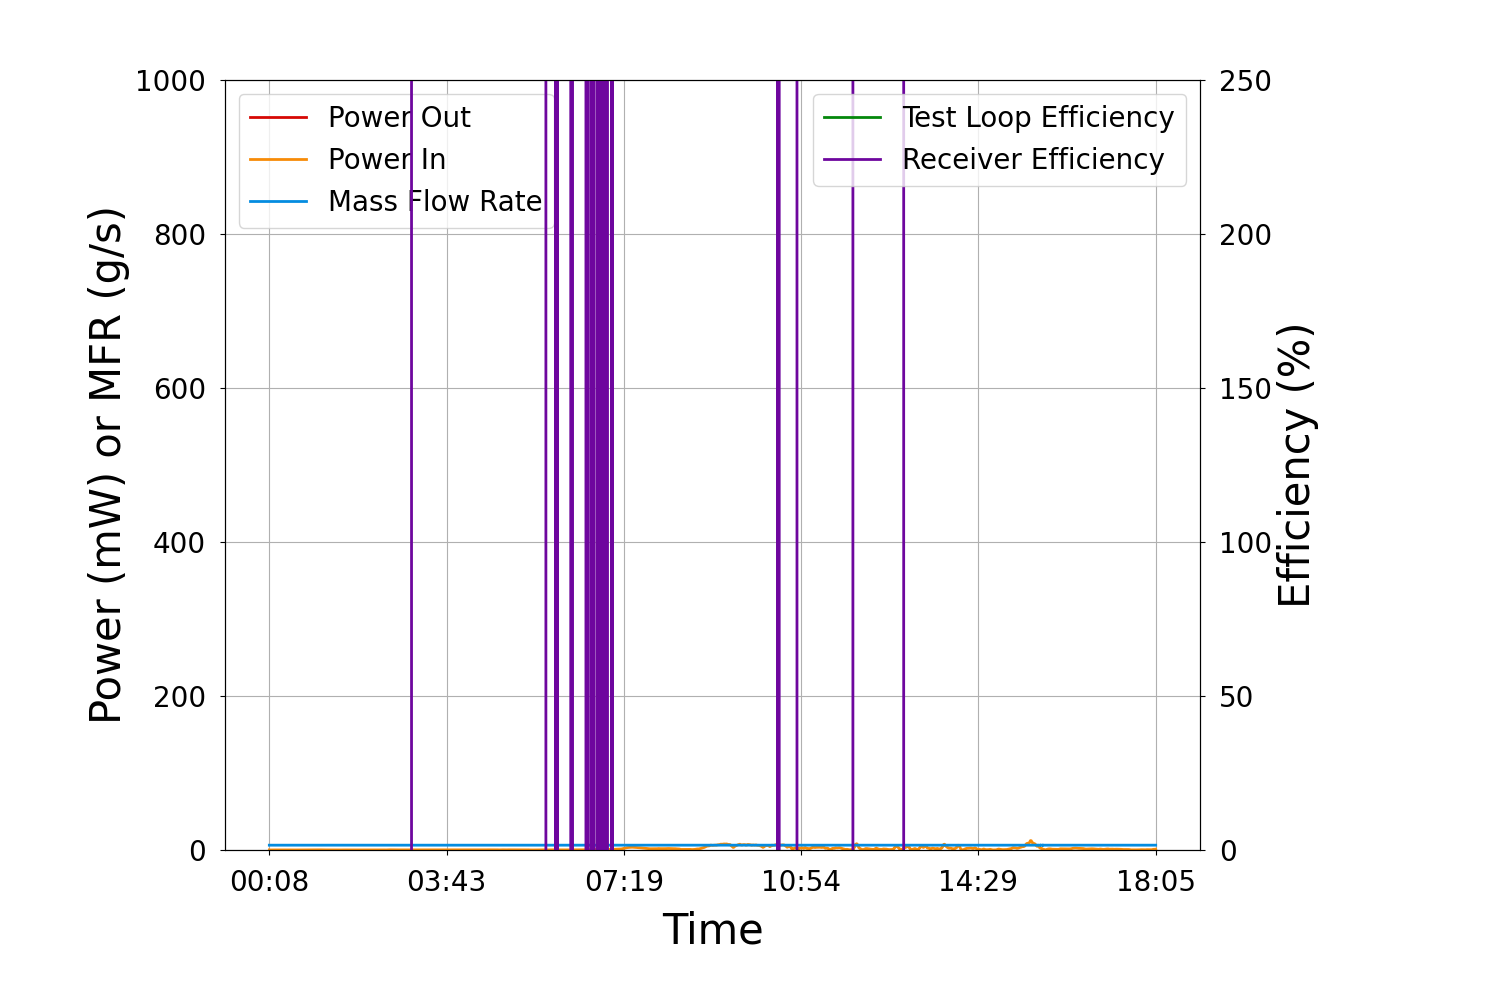 Power Out
Power In
Mass Flow Rate
Test Loop Efficiency
Receiver Efficiency
1000
800
600
400
200
0
Power (mW) or MFR (g/s)
250
200
150
100
50
0
Efficiency (%)
00:08 03:43 07:19 10:54 14:29 18:05
Time